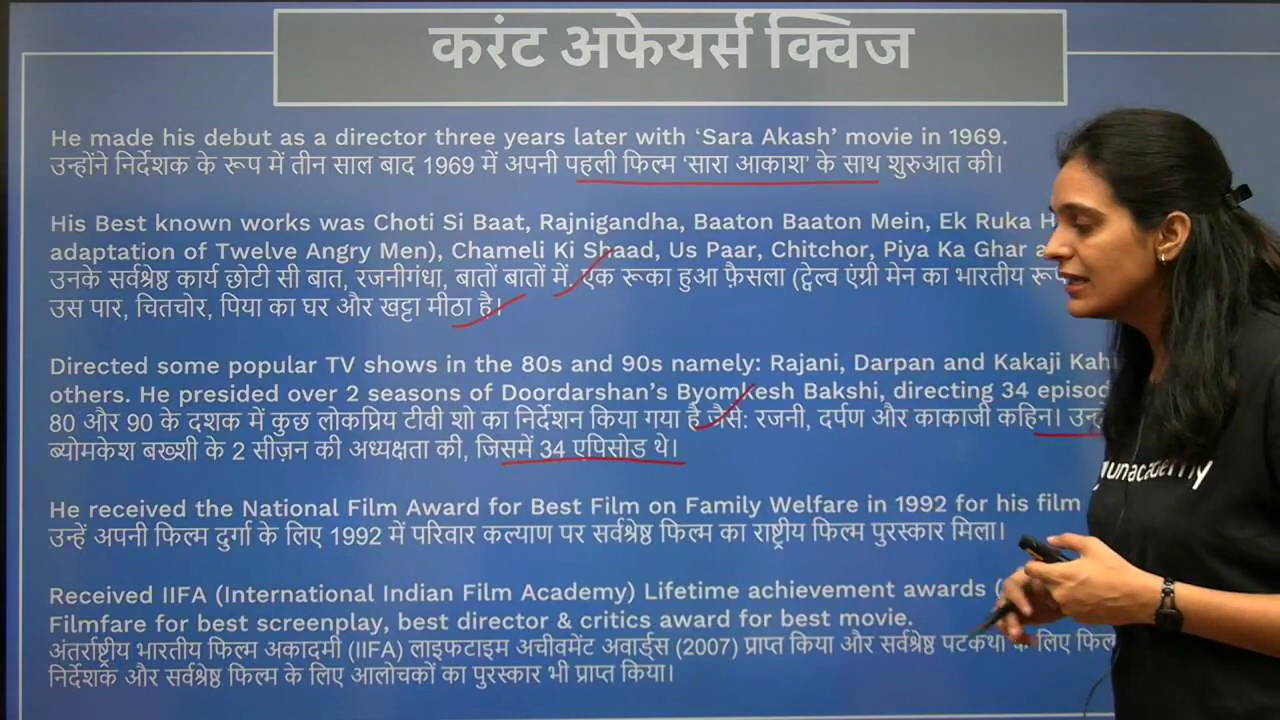 करंट अफेयर्स क्विज
He made his debut as a director three years later with ‘Sara Akash’ movie in 1969.
उन्होंने निर्देशक के रूप में तीन साल बाद 1969 में अपनी पहली फिल्म ‘सारा आकाश’ के साथ शुरुआत की।
His Best known works was Choti Si Baat, Rajnigandha, Baaton Baaton Mein, Ek Ruka
adaptation of Twelve Angry Men), Chameli Ki Shaad, Us Paar, Chitchor, Piya Ka Ghar
उनके सर्वश्रेष्ठ कार्य छोटी सी बात, रजनीगंधा, बातों बातों में. एक रूका हुआ फ़ैसला (ट्वेल्व एंग्री मेन का भारतीय
उस पार, चितचोर, पिया का घर और खट्टा मीठा है।
Directed some popular TV shows in the 80s and 90s namely: Rajani, Darpan and Kakaji
others. He presided over 2 seasons of Doordarshan’s Byomkesh Bakshi, directing 34
80 और 90 के दशक में कुछ लोकप्रिय टीवी शो का निर्देशन किया गया है जैसे: रजनी, दर्पण और काकाजी कहिन।
ब्योमकेश बख्शी के 2 सीज़न की अध्यक्षता की, जिसमें 34 एपिसोड थे।
He received the National Film Award for Best Film on Family Welfare in 1992 for his film
उन्हें अपनी फिल्म दुर्गा के लिए 1992 में परिवार कल्याण पर सर्वश्रेष्ठ फिल्म का राष्ट्रीय फिल्म पुरस्कार मिला।
Received IIFA (International Indian Film Academy) Lifetime achievement awards
Filmfare for best screenplay, best director & critics award for best movie.
अंतर्राष्ट्रीय भारतीय फिल्म अकादमी (IIFA) लाइफटाइम अचीवमेंट अवार्ड्स (2007) प्राप्त किया और सर्वश्रेष्ठ पटकथा के लिए
निर्देशक और सर्वश्रेष्ठ फिल्म के लिए आलोचकों का पुरस्कार भी प्राप्त किया।
unacademy